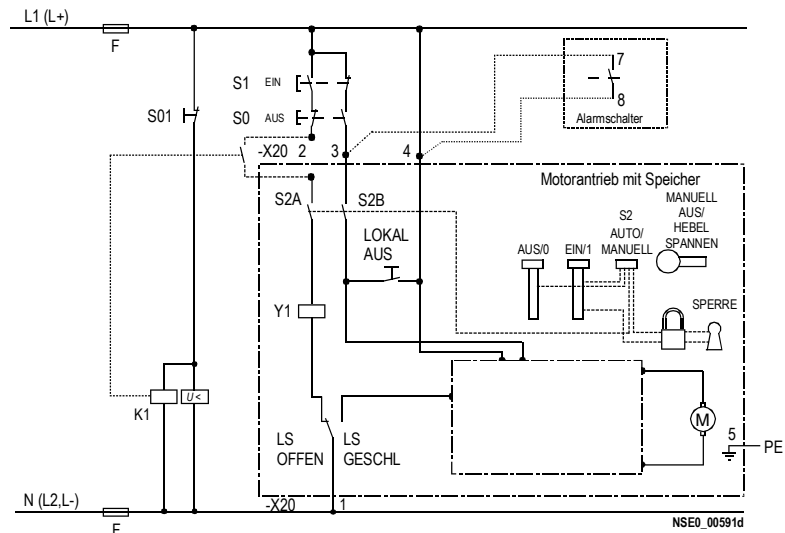 L1 (L+)
F
7
S1 EIN
8
S01
S0 AUS
Alarmschalter
-X20 2 3 4
Motorantrieb mit Speicher
S2A S2B
MANUELL
AUS/
HEBEL
SPANNEN
S2
AUTO/
MANUELL
LOKAL
AUS
AUS/0 EIN/1
SPERRE
Y1
U<
K1
M
LS
OFFEN
LS
GESCHL
5
PE
N (L2,L-)
-X20 1
F
NSE0_00591d